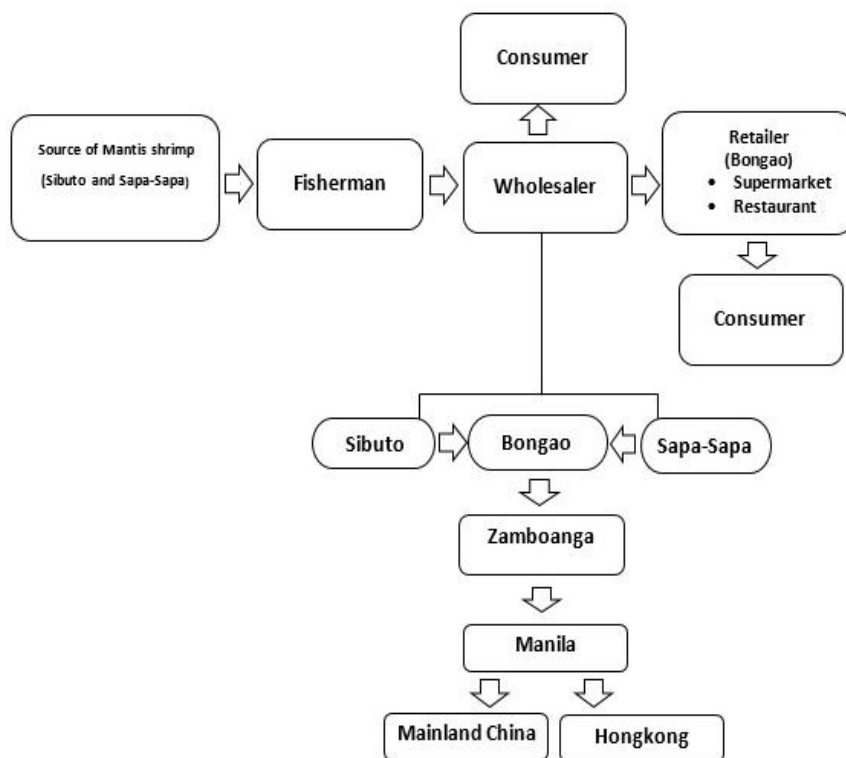 Consumer
Source of Mantis shrimp
(Sibuto and Sapa-Sapa)
Fisherman
Wholesaler
Retailer
(Bongao)
• Supermarket
• Restaurant
Consumer
Sibuto
Bongao
Sapa-Sapa
Zamboanga
Manila
Mainland China
Hongkong